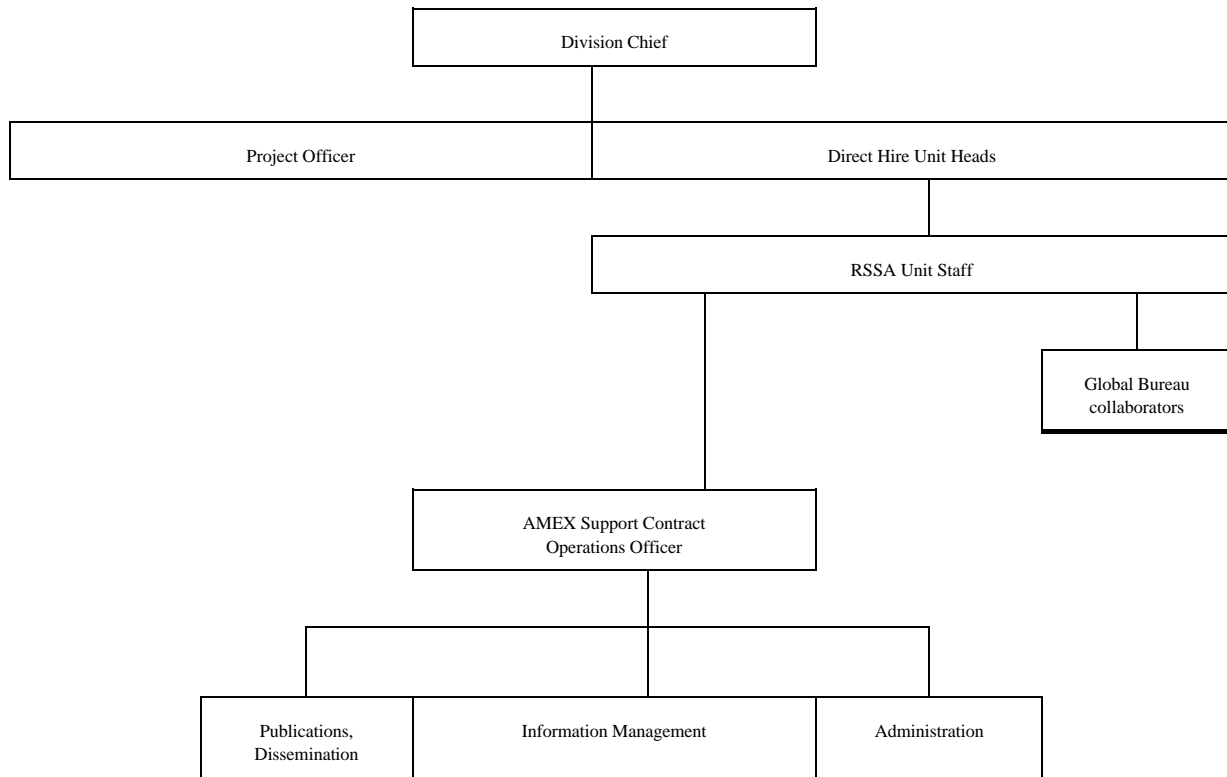 Division Chief
Project Officer
Direct Hire Unit Heads
RSSA Unit Staff
Global Bureau
collaborators
AMEX Support Contract
Operations Officer
Publications,
Dissemination
Information Management
Administration